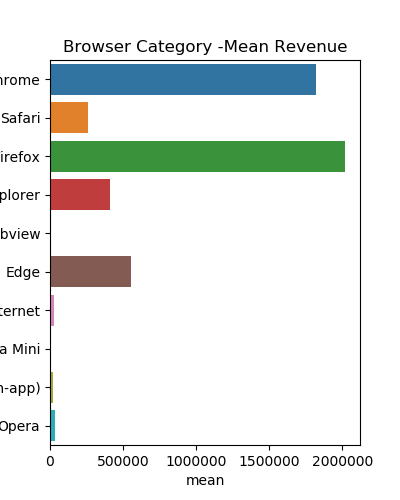 Browser Category -Mean Revenue
hrome
Safari
irefox
plorer
bview
Edge
ternet
a Mini
n-app)
Opera
0 500000 1000000 1500000 2000000
mean